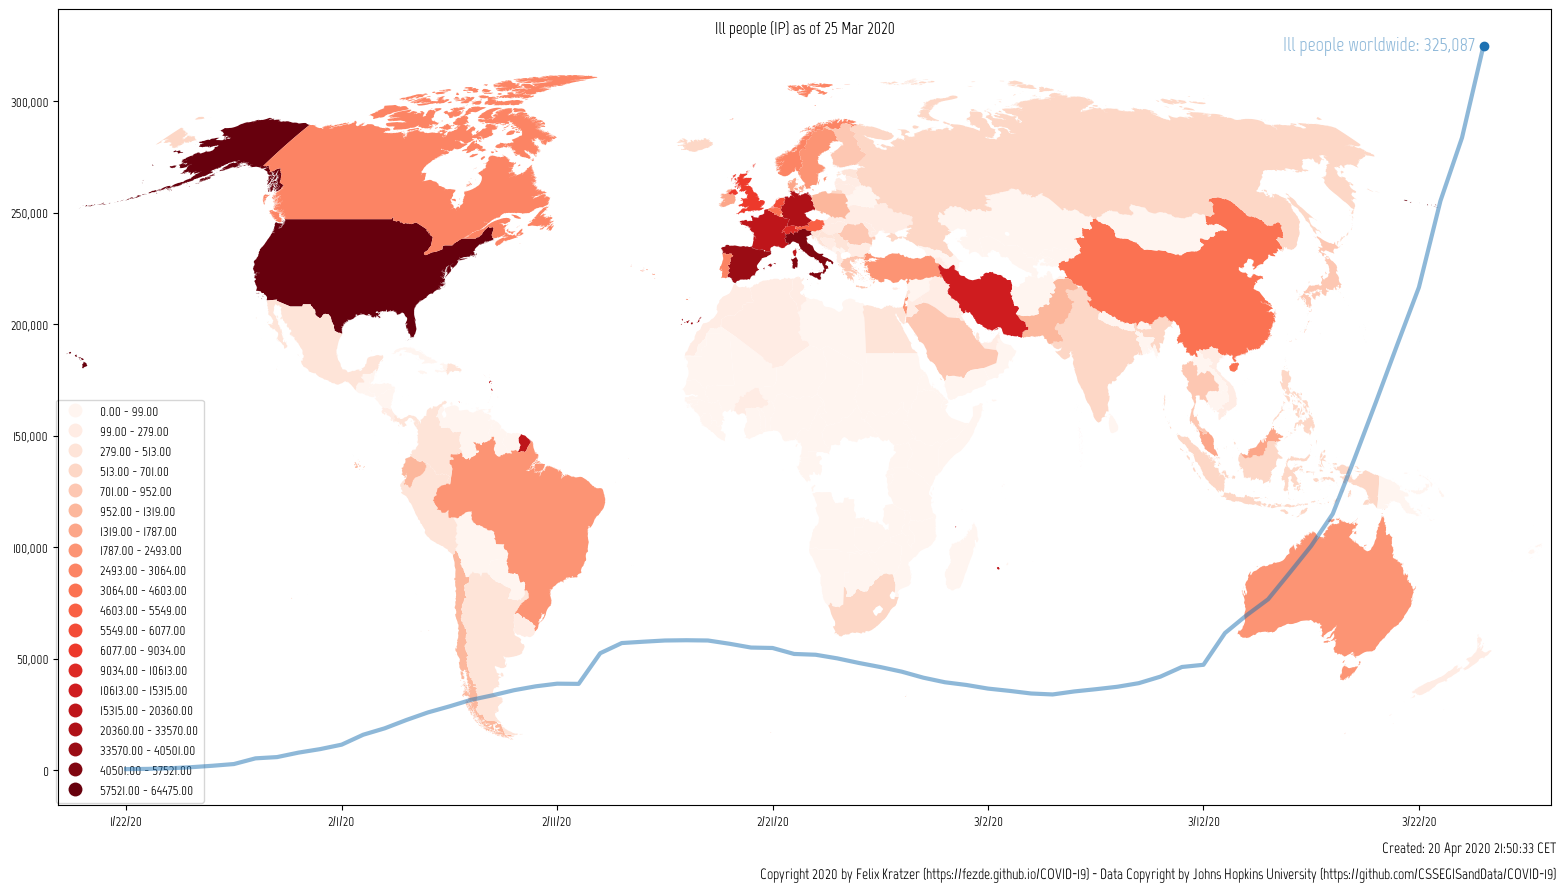 Ill people (IP) as of 25 Mar 2020
Ill people worldwide: 325,087
300,000
250,000
200,000
150,000
100,000
50,000
0
0.00 - 99.00
99.00 - 279.00
279.00 - 513.00
513.00 - 701.00
701.00 - 952.00
952.00 - 1319.00
1319.00 - 1787.00
1787.00 - 2493.00
2493.00 - 3064.00
3064.00 - 4603.00
4603.00 - 5549.00
5549.00 - 6077.00
6077.00 - 9034.00
9034.00 - 10613.00
10613.00 - 15315.00
15315.00 - 20360.00
20360.00 - 33570.00
33570.00 - 40501.00
40501.00 - 57521.00
57521.00 - 64475.00
1/22/20
2/1/20
2/11/20
2/21/20
3/2/20
3/12/20
3/22/20
Created: 20 Apr 2020 21:50:33 CET
Copyright 2020 by Felix Kratzer (https://fezde.github.io/COVID-19) - Data Copyright by Johns Hopkins University (https://github.com/CSSEGISandData/COVID-19)